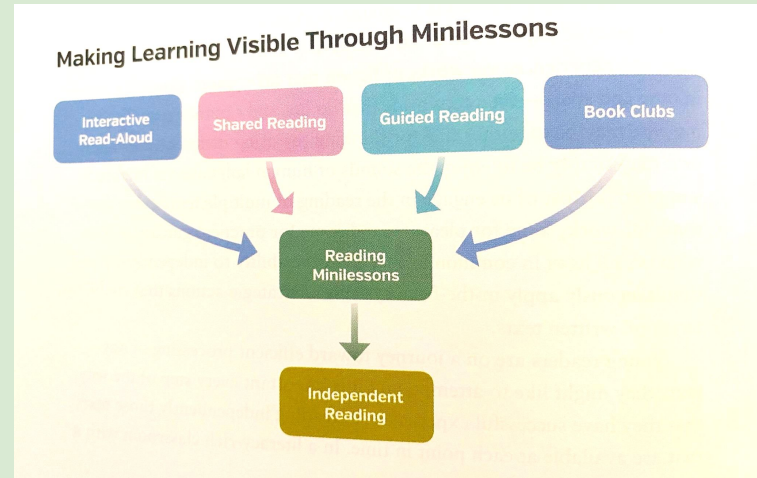 Making Learning Visible Through Minilessons
Interactive
Read-Aloud
Shared Reading
Guided Reading
Book Clubs
Reading
Minilessons
Independent
Reading